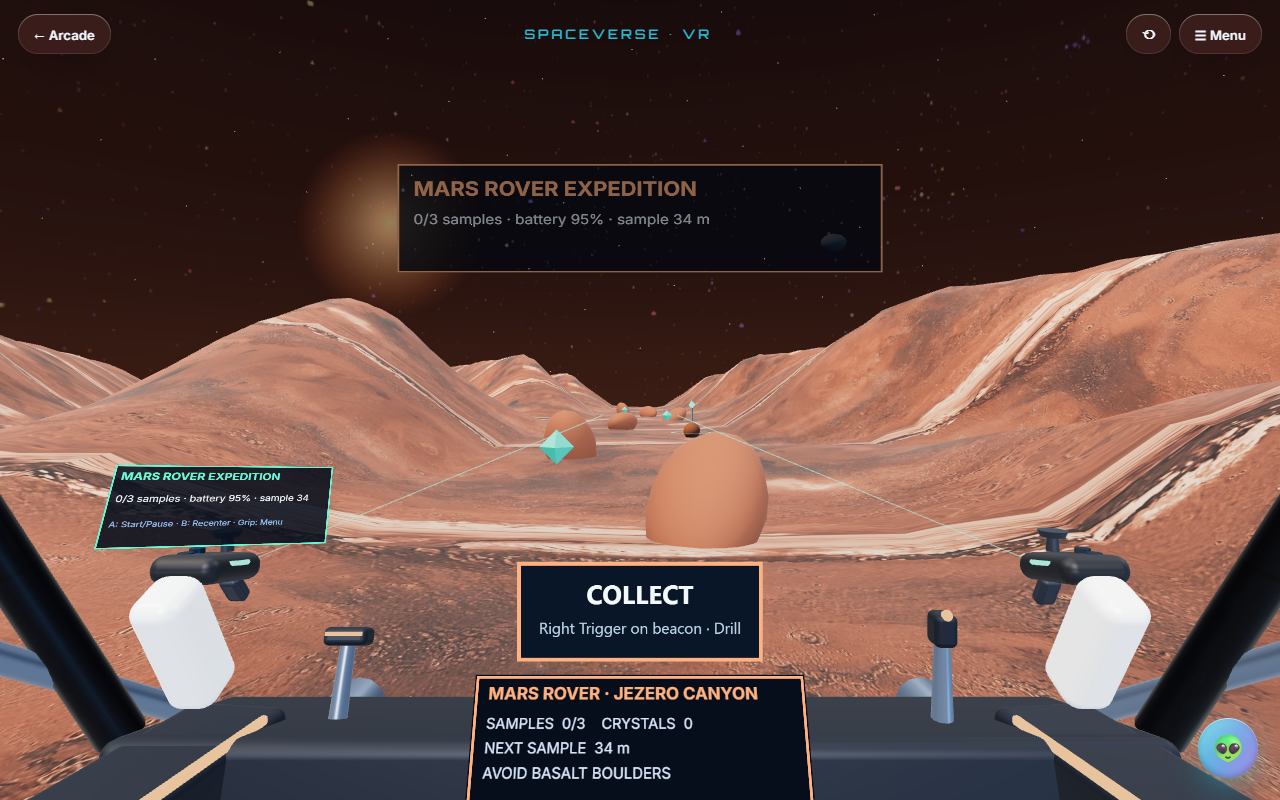 ← Arcade
SPACEVERSE · VR
☰ Menu
MARS ROVER EXPEDITION
0/3 samples · battery 95% · sample 34 m
MARS ROVER EXPEDITION
0/3 samples · battery 95% · sample 34
A: Start/Pause · B: Recenter · Grip: Menu
COLLECT
Right Trigger on beacon · Drill
MARS ROVER · JEZERO CANYON
SAMPLES 0/3 CRYSTALS 0
NEXT SAMPLE 34 m
AVOID BASALT BOULDERS